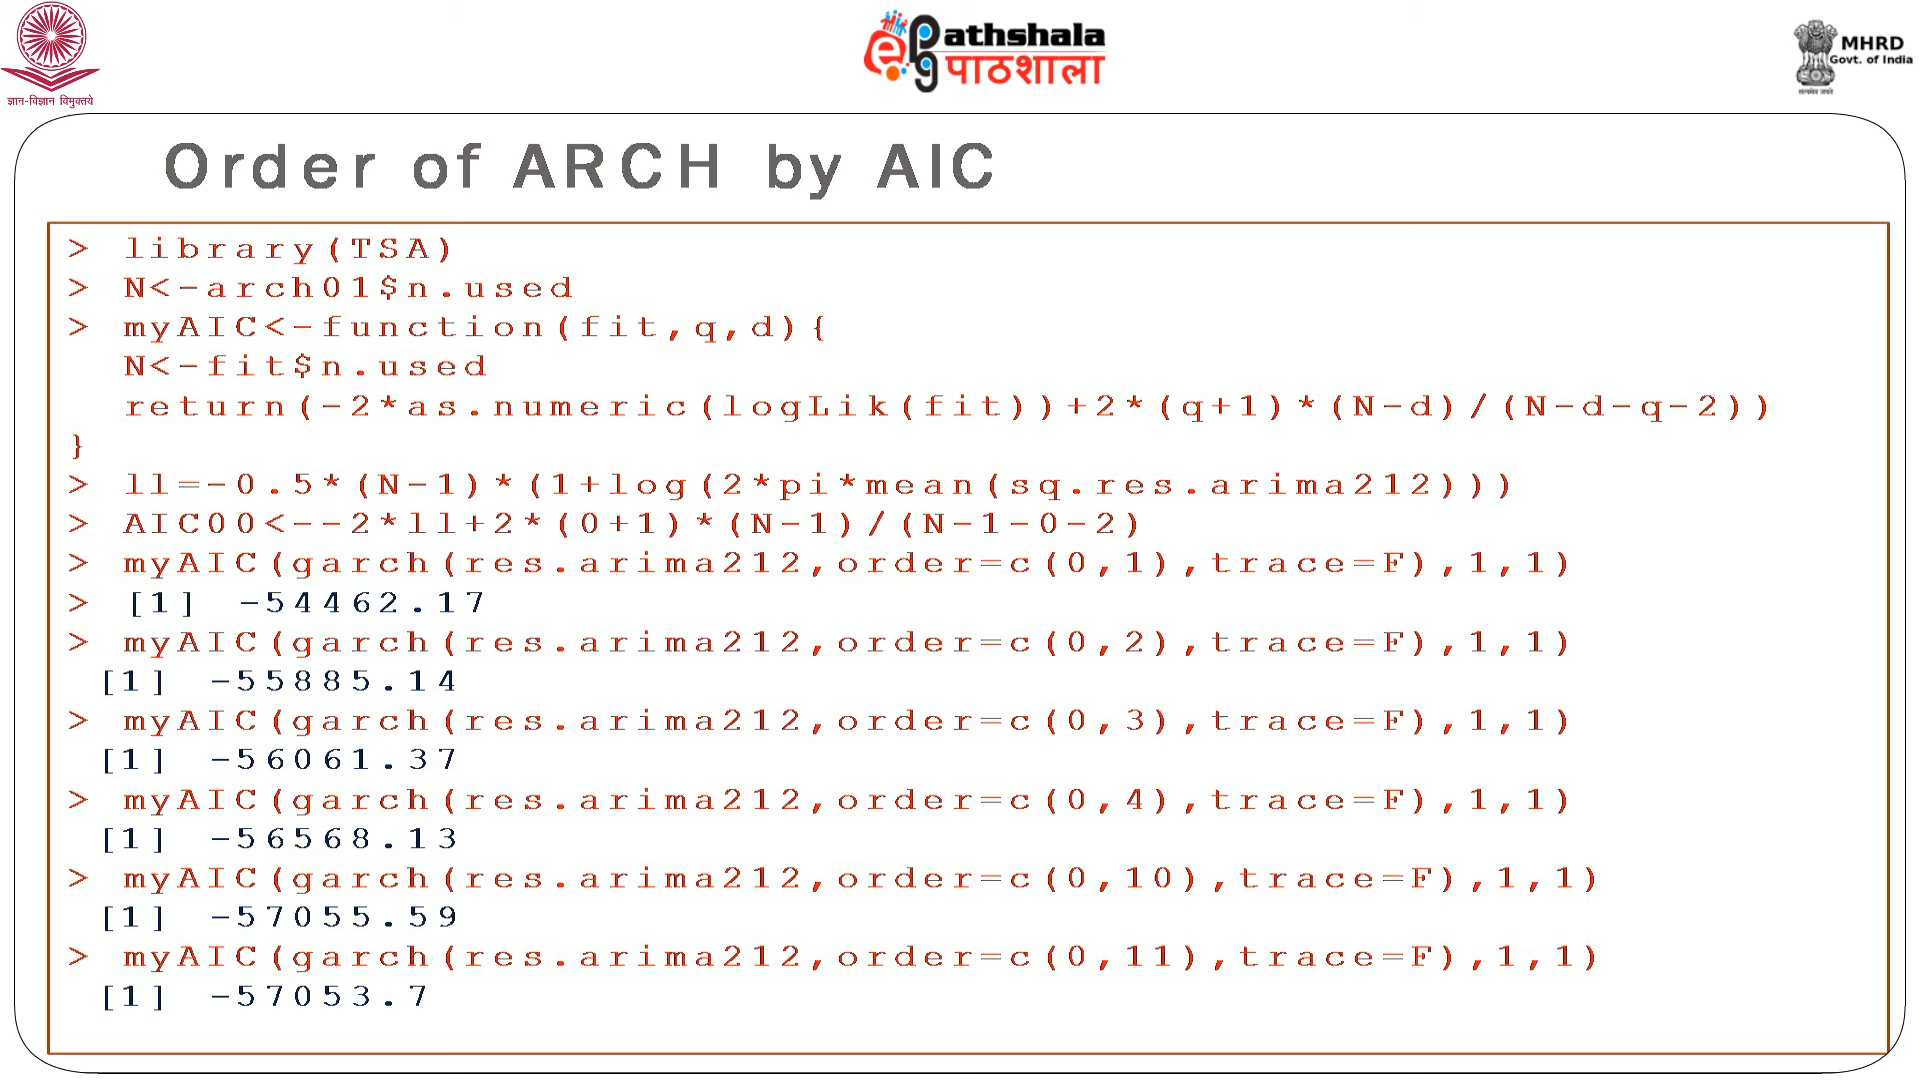 ज्ञान-विज्ञान विमुक्तये
epg
athshala
पाठशाला
MHRD
Govt. of India
सत्यमेव जयते
Order of ARCH by AIC
> library(TSA)
> N<-arch01$n.used
> myAIC<-function(fit,q,d){
N<-fit$n.used
return(-2*as.numeric(logLik(fit))+2*(q+1)*(N-d)/(N-d-q-2))
}
> ll=-0.5*(N-1)*(1+log(2*pi*mean(sq.res.arima212)))
> AIC00<--2*ll+2*(0+1)*(N-1)/(N-1-0-2)
> myAIC(garch(res.arima212,order=c(0,1),trace=F),1,1)
> [1] -54462.17
> myAIC(garch(res.arima212,order=c(0,2),trace=F),1,1)
[1] -55885.14
> myAIC(garch(res.arima212,order=c(0,3),trace=F),1,1)
[1] -56061.37
> myAIC(garch(res.arima212,order=c(0,4),trace=F),1,1)
[1] -56568.13
> myAIC(garch(res.arima212,order=c(0,10),trace=F),1,1)
[1] -57055.59
> myAIC(garch(res.arima212,order=c(0,11),trace=F),1,1)
[1] -57053.7